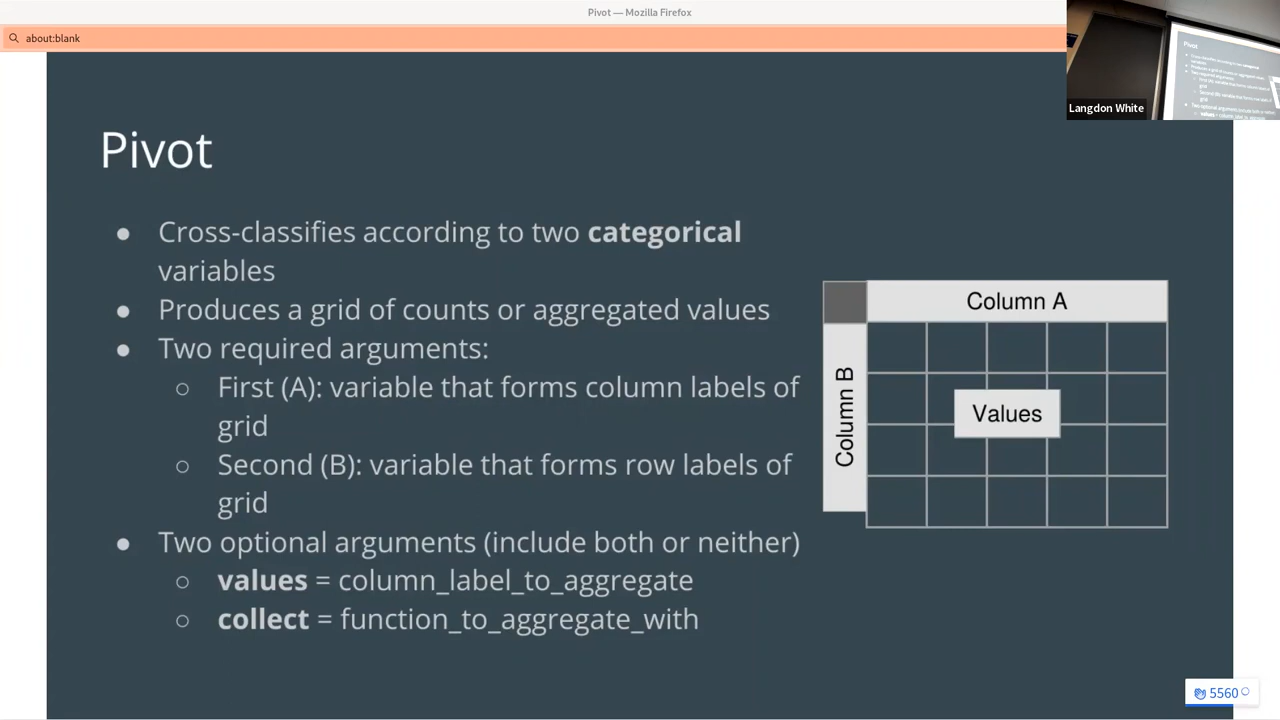 Pivot — Mozilla Firefox
about:blank
Langdon White
Pivot
● Cross-classifies according to two categorical
variables
● Produces a grid of counts or aggregated values
● Two required arguments:
○ First (A): variable that forms column labels of
grid
○ Second (B): variable that forms row labels of
grid
● Two optional arguments (include both or neither)
○ values = column_label_to_aggregate
○ collect = function_to_aggregate_with
Column A
Column B
Values
5560